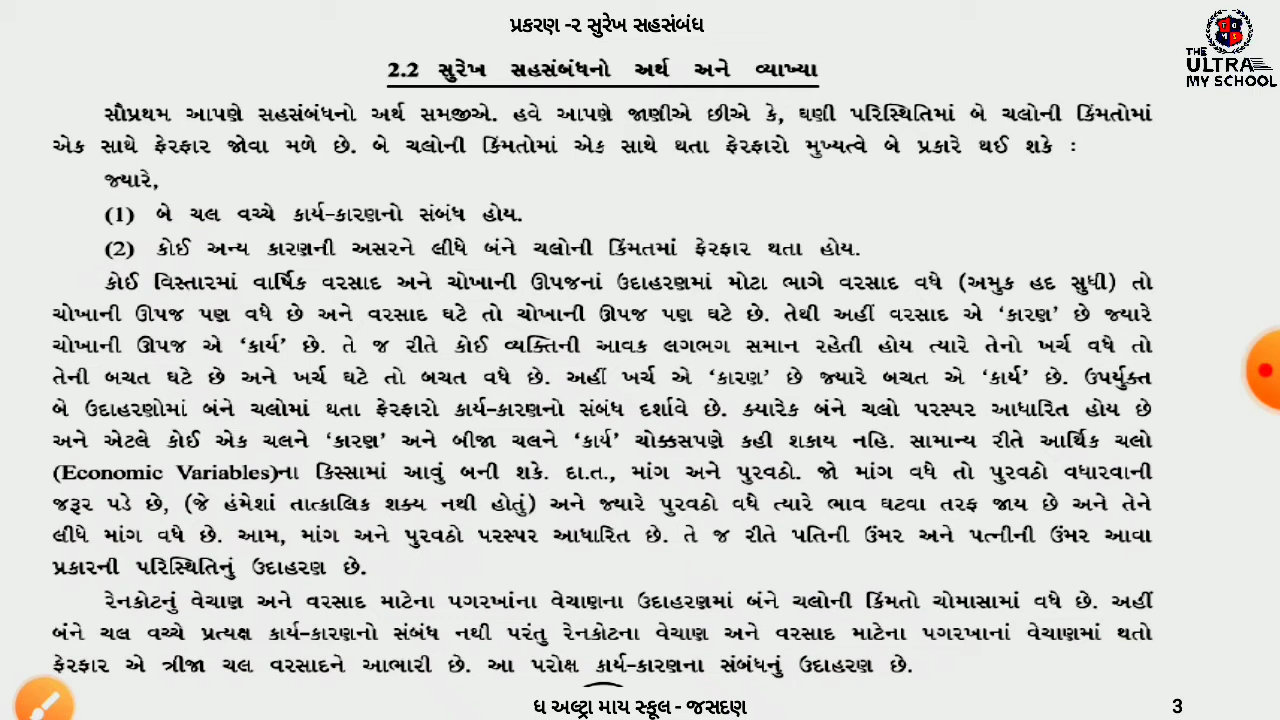 પ્રકરણ -૨ સુરેખ સહસંબંધ
THE
ULTRA
MY SCHOOL
2.2 સુરેખ સહસંબંધનો અર્થ અને વ્યાખ્યા
સૌપ્રથમ આપણે સહસંબંધનો અર્થ સમજીએ. હવે આપણે જાણીએ છીએ કે, ઘણી પરિસ્થિતિમાં બે ચલોની કિંમતોમાં
એક સાથે ફેરફાર જોવા મળે છે. બે ચલોની કિંમતોમાં એક સાથે થતા ફેરફારો મુખ્યત્વે બે પ્રકારે થઈ શકે :
જ્યારે,
(1) બે ચલ વચ્ચે કાર્ય-કારણનો સંબંધ હોય.
(2) કોઈ અન્ય કારણની અસરને લીધે બંને ચલોની કિંમતમાં ફેરફાર થતા હોય.
કોઈ વિસ્તારમાં વાર્ષિક વરસાદ અને ચોખાની ઊપજનાં ઉદાહરણમાં મોટા ભાગે વરસાદ વધે (અમુક હદ સુધી) તો
ચોખાની ઊપજ પણ વધે છે અને વરસાદ ઘટે તો ચોખાની ઊપજ પણ ઘટે છે. તેથી અહીં વરસાદ એ ‘કારણ’ છે જ્યારે
ચોખાની ઊપજ એ ‘કાર્ય’ છે. તે જ રીતે કોઈ વ્યક્તિની આવક લગભગ સમાન રહેતી હોય ત્યારે તેનો ખર્ચ વધે તો
તેની બચત ઘટે છે અને ખર્ચ ઘટે તો બચત વધે છે. અહીં ખર્ચ એ ‘કારણ’ છે જ્યારે બચત એ ‘કાર્ય’ છે. ઉપર્યુક્ત
બે ઉદાહરણોમાં બંને ચલોમાં થતા ફેરફારો કાર્ય-કારણનો સંબંધ દર્શાવે છે. ક્યારેક બંને ચલો પરસ્પર આધારિત હોય છે
અને એટલે કોઈ એક ચલને ‘કારણ’ અને બીજા ચલને ‘કાર્ય’ ચોક્કસપણે કહી શકાય નહિ. સામાન્ય રીતે આર્થિક ચલો
(Economic Variables)ના કિસ્સામાં આવું બની શકે. દા.ત., માંગ અને પુરવઠો. જો માંગ વધે તો પુરવઠો વધારવાની
જરૂર પડે છે, (જે હંમેશાં તાત્કાલિક શક્ય નથી હોતું) અને જ્યારે પુરવઠો વધે ત્યારે ભાવ ઘટવા તરફ જાય છે અને તેને
લીધે માંગ વધે છે. આમ, માંગ અને પુરવઠો પરસ્પર આધારિત છે. તે જ રીતે પતિની ઉંમર અને પત્નીની ઉંમર આવા
પ્રકારની પરિસ્થિતિનું ઉદાહરણ છે.
રેનકોટનું વેચાણ અને વરસાદ માટેના પગરખાંના વેચાણના ઉદાહરણમાં બંને ચલોની કિંમતો ચોમાસામાં વધે છે. અહીં
બંને ચલ વચ્ચે પ્રત્યક્ષ કાર્ય-કારણનો સંબંધ નથી પરંતુ રેનકોટના વેચાણ અને વરસાદ માટેના પગરખાનાં વેચાણમાં થતો
ફેરફાર એ ત્રીજા ચલ વરસાદને આભારી છે. આ પરોક્ષ કાર્ય-કારણના સંબંધનું ઉદાહરણ છે.
ધ અલ્ટ્રા માય સ્કૂલ - જસદણ
3